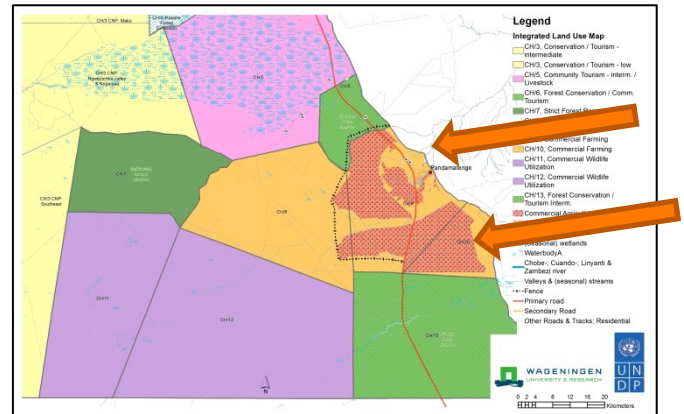 CH/3 CNP, Mabu
CH/5
Legend
Integrated Land Use Map
CH/3, Conservation / Tourism -
intermediate
CH/3, Conservation / Tourism - low
CH/5, Community Tourism - interm. /
Livestock
CH/6, Forest Conservation / Comm.
Tourism
CH/7, Strict Forest
Commercial Farming
CH/10, Commercial Farming
CH/11, Commercial Wildlife
Utilization
CH/12, Commercial Wildlife
Utilization
CH/13, Forest Conservation /
Tourism Interm.
Commercial
(seasonal) wetlands
WaterbodyA
Chobe-; Cuando-; Linyanti &
Zambezi river
Valleys & (seasonal) streams
Fence
Primary road
Secondary Road
Other Roads & Tracks; Residential
CH/6
Pandamatenge
CH/7
CH/8
CH/3 CNP
Southeast
CH/11
CH/12
CH/13
N
WAGENINGEN
UNIVERSITY & RESEARCH
U N
D P
0 2 4 8 12 16 20
Kilometers